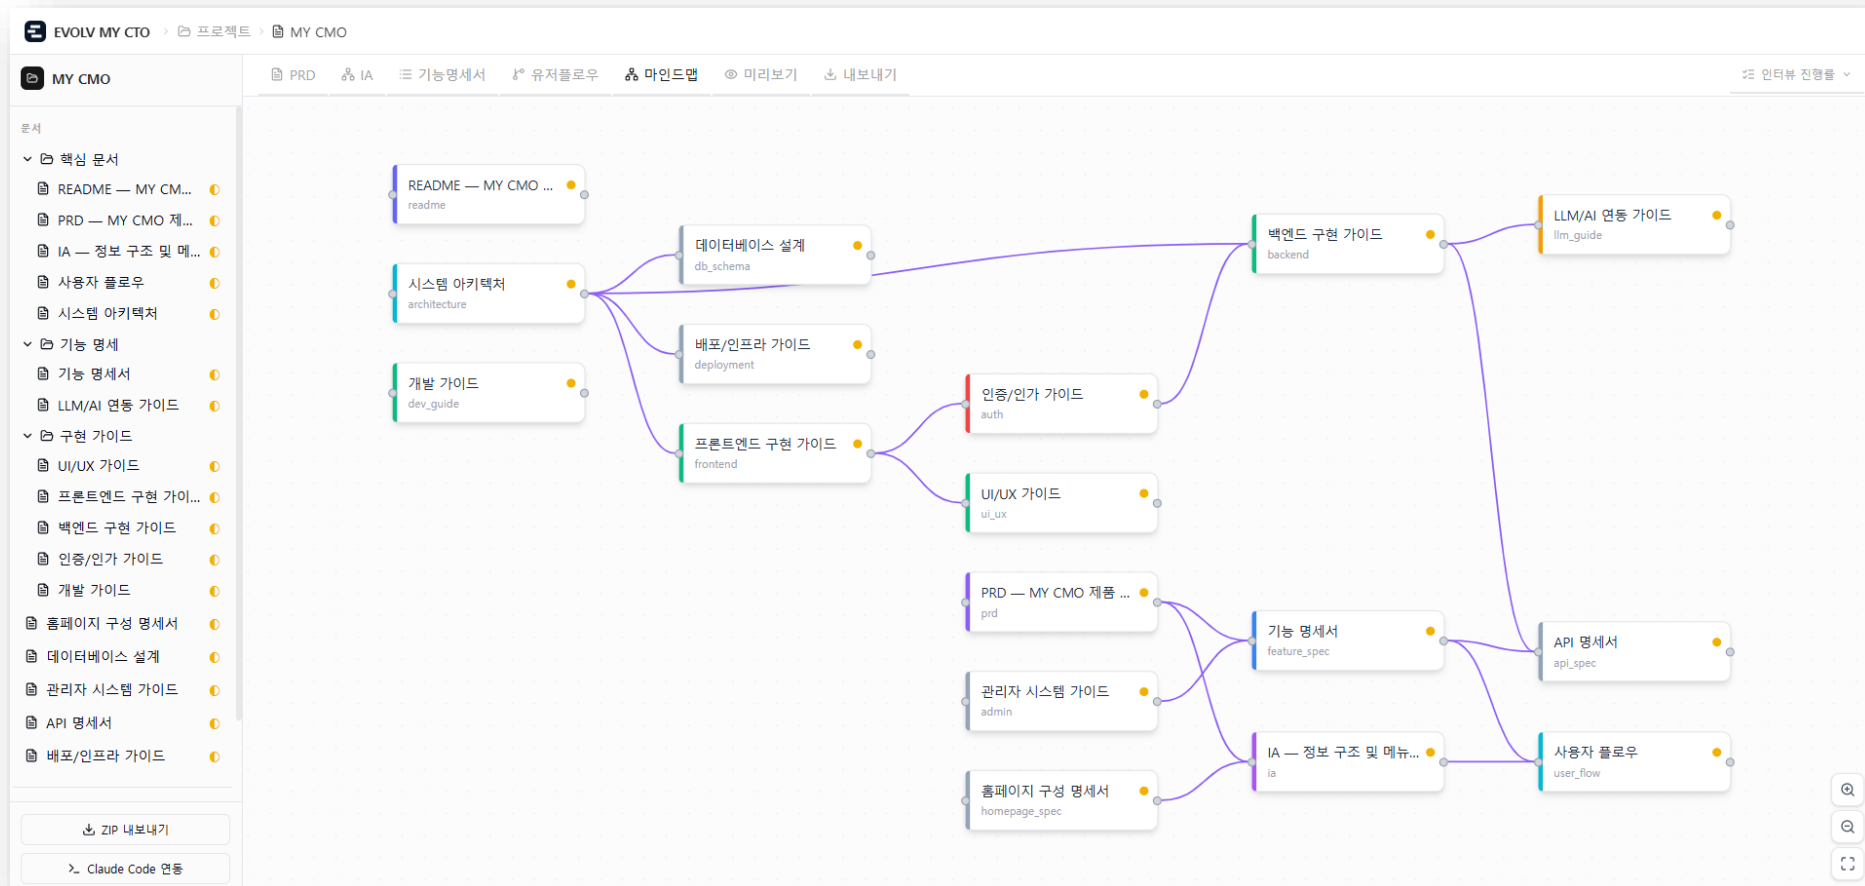 EVOLV MY CTO
프로젝트
MY CMO
MY CMO
PRD
IA
기능명세서
유저플로우
마인드맵
미리보기
내보내기
인터뷰 진행률
문서
핵심 문서
README — MY CM...
PRD — MY CMO 제...
IA — 정보 구조 및 메...
사용자 플로우
시스템 아키텍처
기능 명세
기능 명세서
LLM/AI 연동 가이드
구현 가이드
UI/UX 가이드
프론트엔드 구현 가이...
백엔드 구현 가이드
인증/인가 가이드
개발 가이드
홈페이지 구성 명세서
데이터베이스 설계
관리자 시스템 가이드
API 명세서
배포/인프라 가이드
ZIP 내보내기
Claude Code 연동
README — MY CMO ...
readme
시스템 아키텍처
architecture
개발 가이드
dev_guide
데이터베이스 설계
db_schema
배포/인프라 가이드
deployment
프론트엔드 구현 가이드
frontend
인증/인가 가이드
auth
UI/UX 가이드
ui_ux
PRD — MY CMO 제품 ...
prd
관리자 시스템 가이드
admin
홈페이지 구성 명세서
homepage_spec
백엔드 구현 가이드
backend
기능 명세서
feature_spec
IA — 정보 구조 및 메뉴...
ia
LLM/AI 연동 가이드
llm_guide
API 명세서
api_spec
사용자 플로우
user_flow